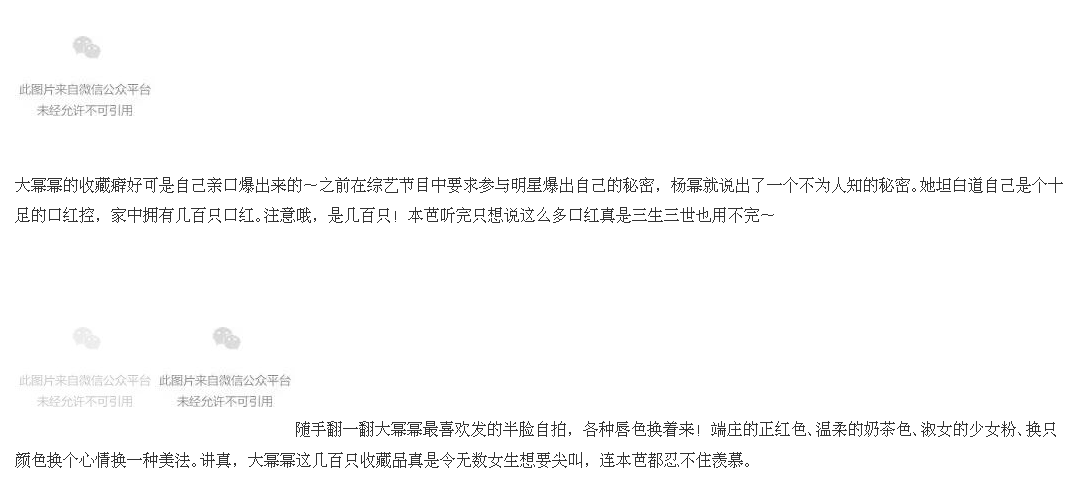 此图片来自微信公众平台
未经允许不可引用
大幂幂的收藏癖好可是自己亲口爆出来的～之前在综艺节目中要求参与明星爆出自己的秘密，杨幂就说出了一个不为人知的秘密。她坦白道自己是个十
足的口红控，家中拥有几百只口红。注意哦，是几百只！本芭听完只想说这么多口红真是三生三世也用不完～
此图片来自微信公众平台 此图片来自微信公众平台
未经允许不可引用 未经允许不可引用
随手翻一翻大幂幂最喜欢发的半脸自拍，各种唇色换着来！端庄的正红色、温柔的奶茶色、淑女的少女粉、换只
颜色换个心情换一种美法。讲真，大幂幂这几百只收藏品真是令无数女生想要尖叫，连本芭都忍不住羡慕。